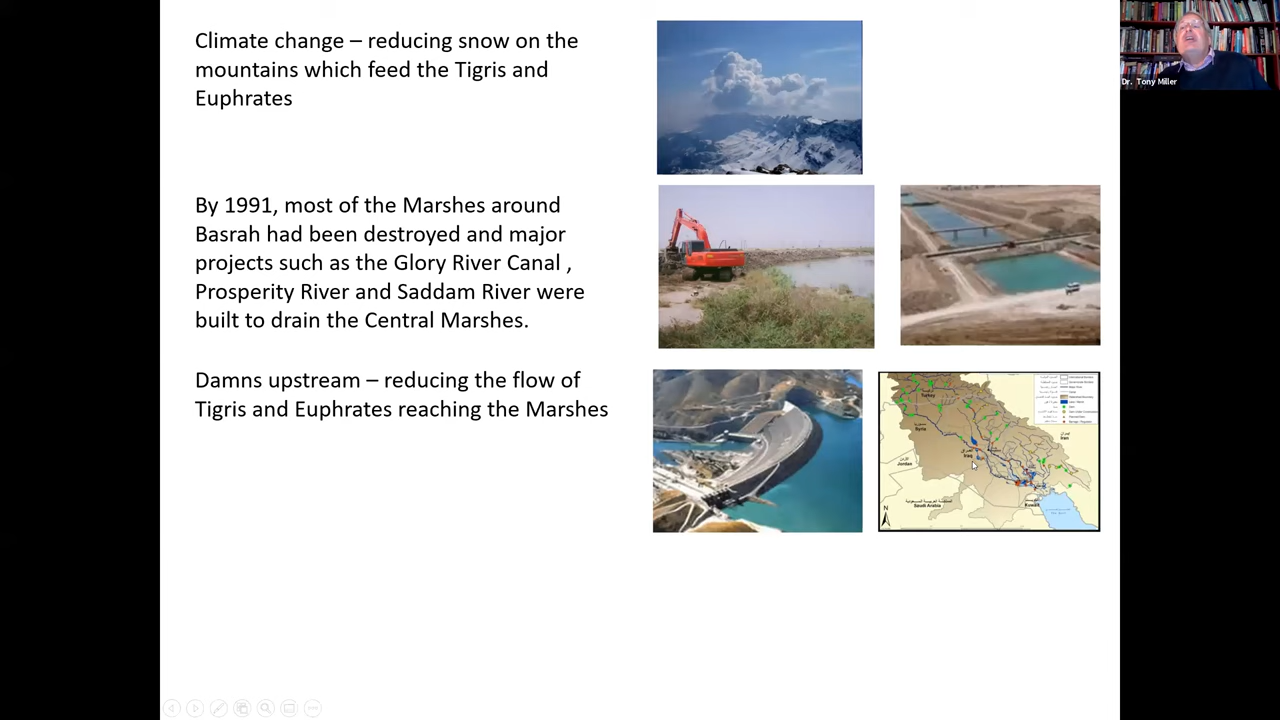 Climate change – reducing snow on the
mountains which feed the Tigris and
Euphrates
Dr. Tony Miller
By 1991, most of the Marshes around
Basrah had been destroyed and major
projects such as the Glory River Canal ,
Prosperity River and Saddam River were
built to drain the Central Marshes.
Damns upstream – reducing the flow of
Tigris and Euphrates reaching the Marshes
Turkey
Syria
Iran
Iraq
Jordan
Saudi Arabia
Kuwait
N